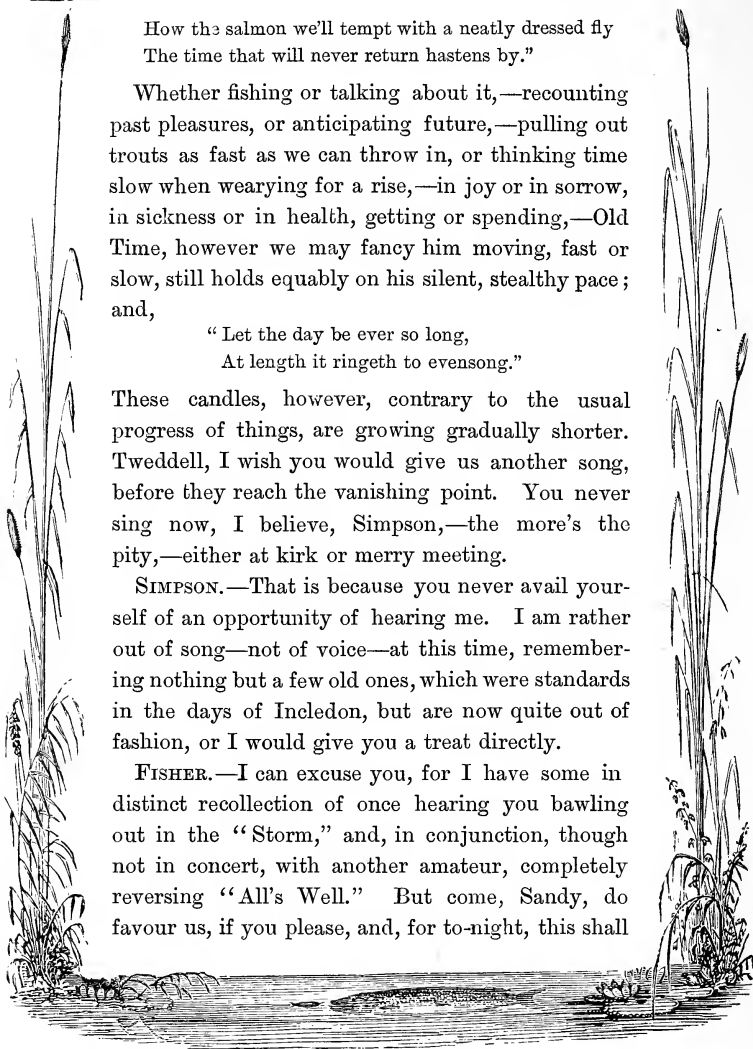 How the salmon we'll tempt with a neatly dressed fly
The time that will never return hastens by."
Whether fishing or talking about it,—recounting
past pleasures, or anticipating future,—pulling out
trouts as fast as we can throw in, or thinking time
slow when wearying for a rise,—in joy or in sorrow,
in sickness or in health, getting or spending,—Old
Time, however we may fancy him moving, fast or
slow, still holds equably on his silent, stealthy pace;
and,
"Let the day be ever so long,
At length it ringeth to evensong."
These candles, however, contrary to the usual
progress of things, are growing gradually shorter.
Tweddell, I wish you would give us another song,
before they reach the vanishing point. You never
sing now, I believe, Simpson,—the more's the
pity,—either at kirk or merry meeting.
SIMPSON.—That is because you never avail your-
self of an opportunity of hearing me. I am rather
out of song—not of voice—at this time, remember-
ing nothing but a few old ones, which were standards
in the days of Incledon, but are now quite out of
fashion, or I would give you a treat directly.
FISHER.—I can excuse you, for I have some in
distinct recollection of once hearing you bawling
out in the "Storm," and, in conjunction, though
not in concert, with another amateur, completely
reversing "All's Well." But come, Sandy, do
favour us, if you please, and, for to-night, this shall